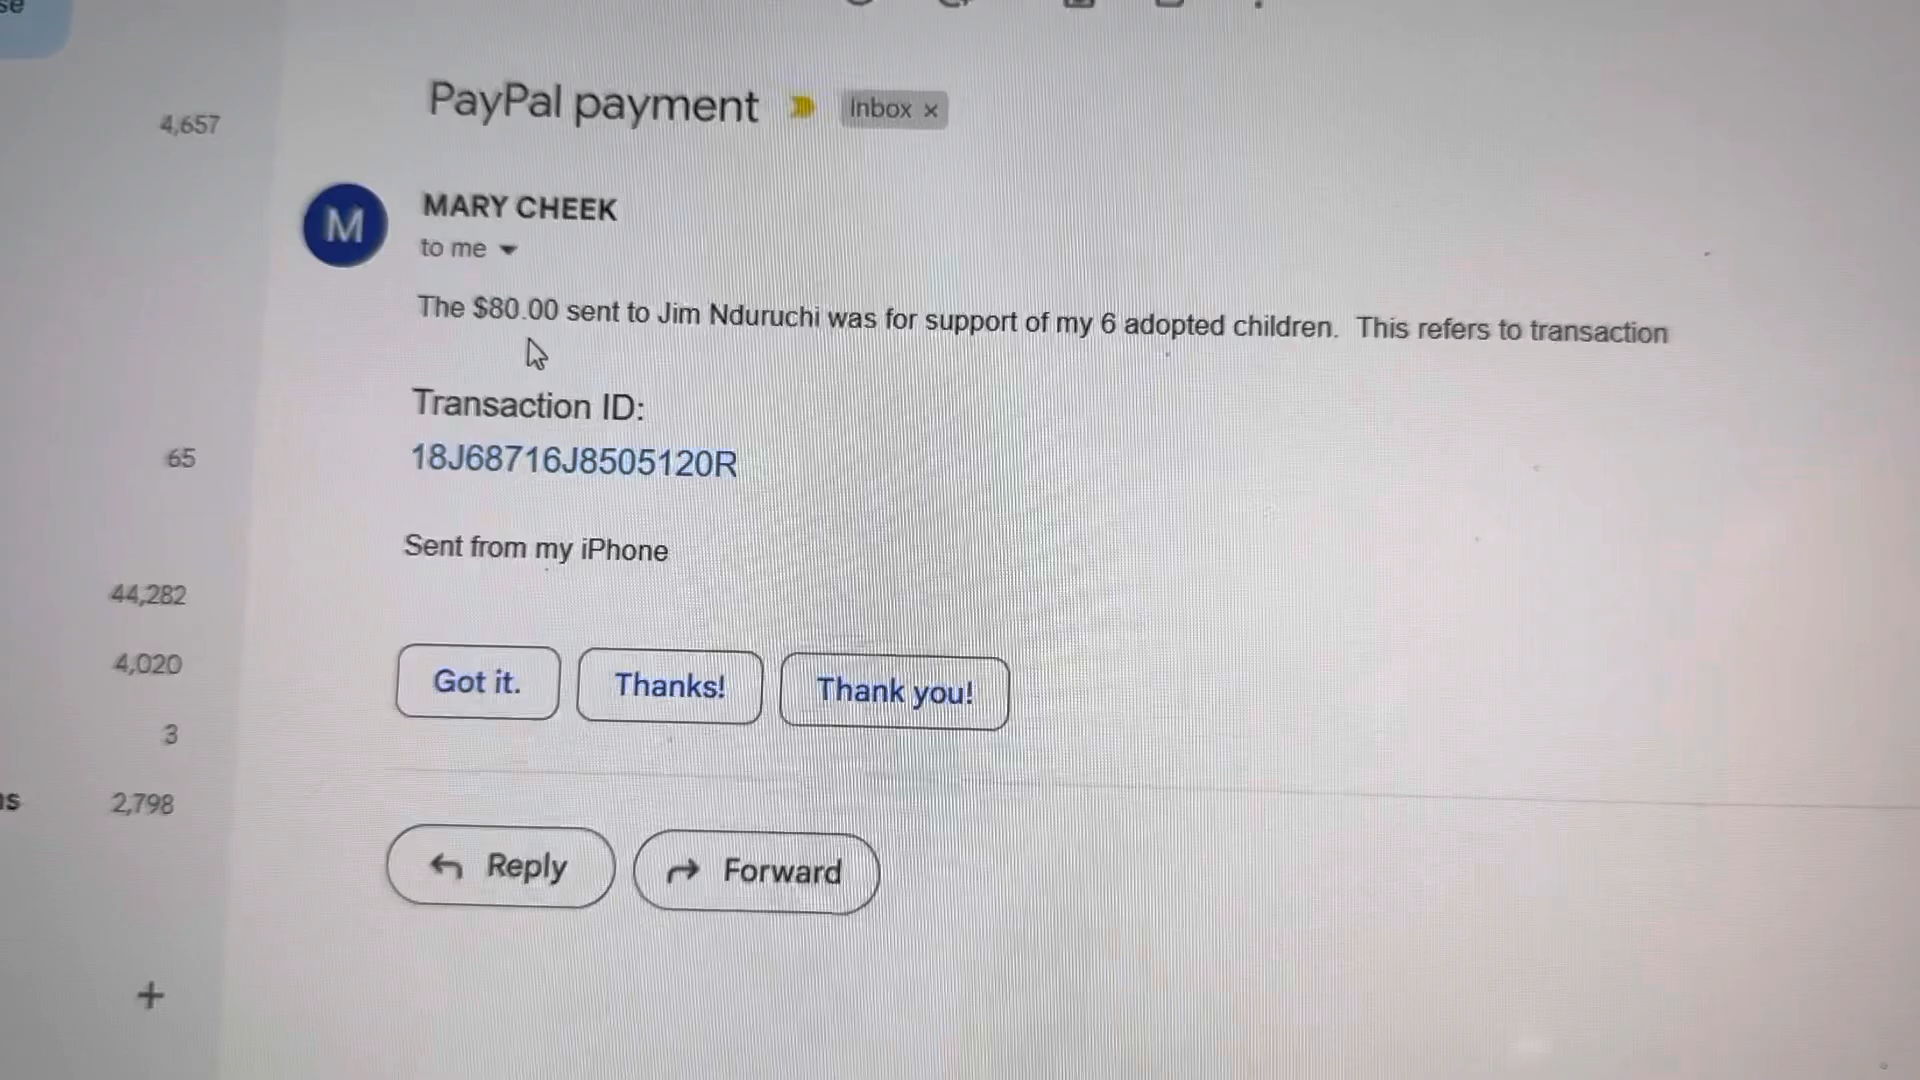 se
4,657
PayPal payment
Inbox ×
M
MARY CHEEK
to me
The $80.00 sent to Jim Nduruchi was for support of my 6 adopted children. This refers to transaction
Transaction ID:
65
18J68716J8505120R
Sent from my iPhone
44,282
4,020
Got it.
Thanks!
Thank you!
3
ns
2,798
Reply
Forward
+